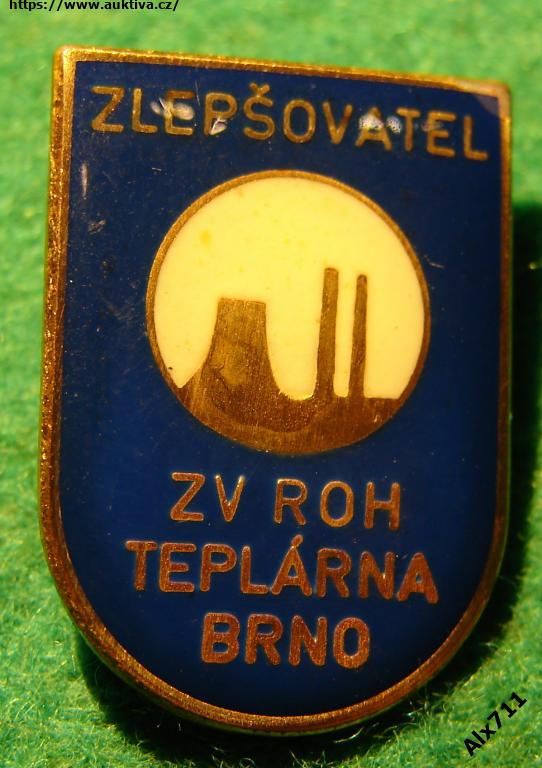 https://www.auktiva.cz/
ZLEPŠOVATEL
ZV ROH
TEPLÁRNA
BRNO
Alx711